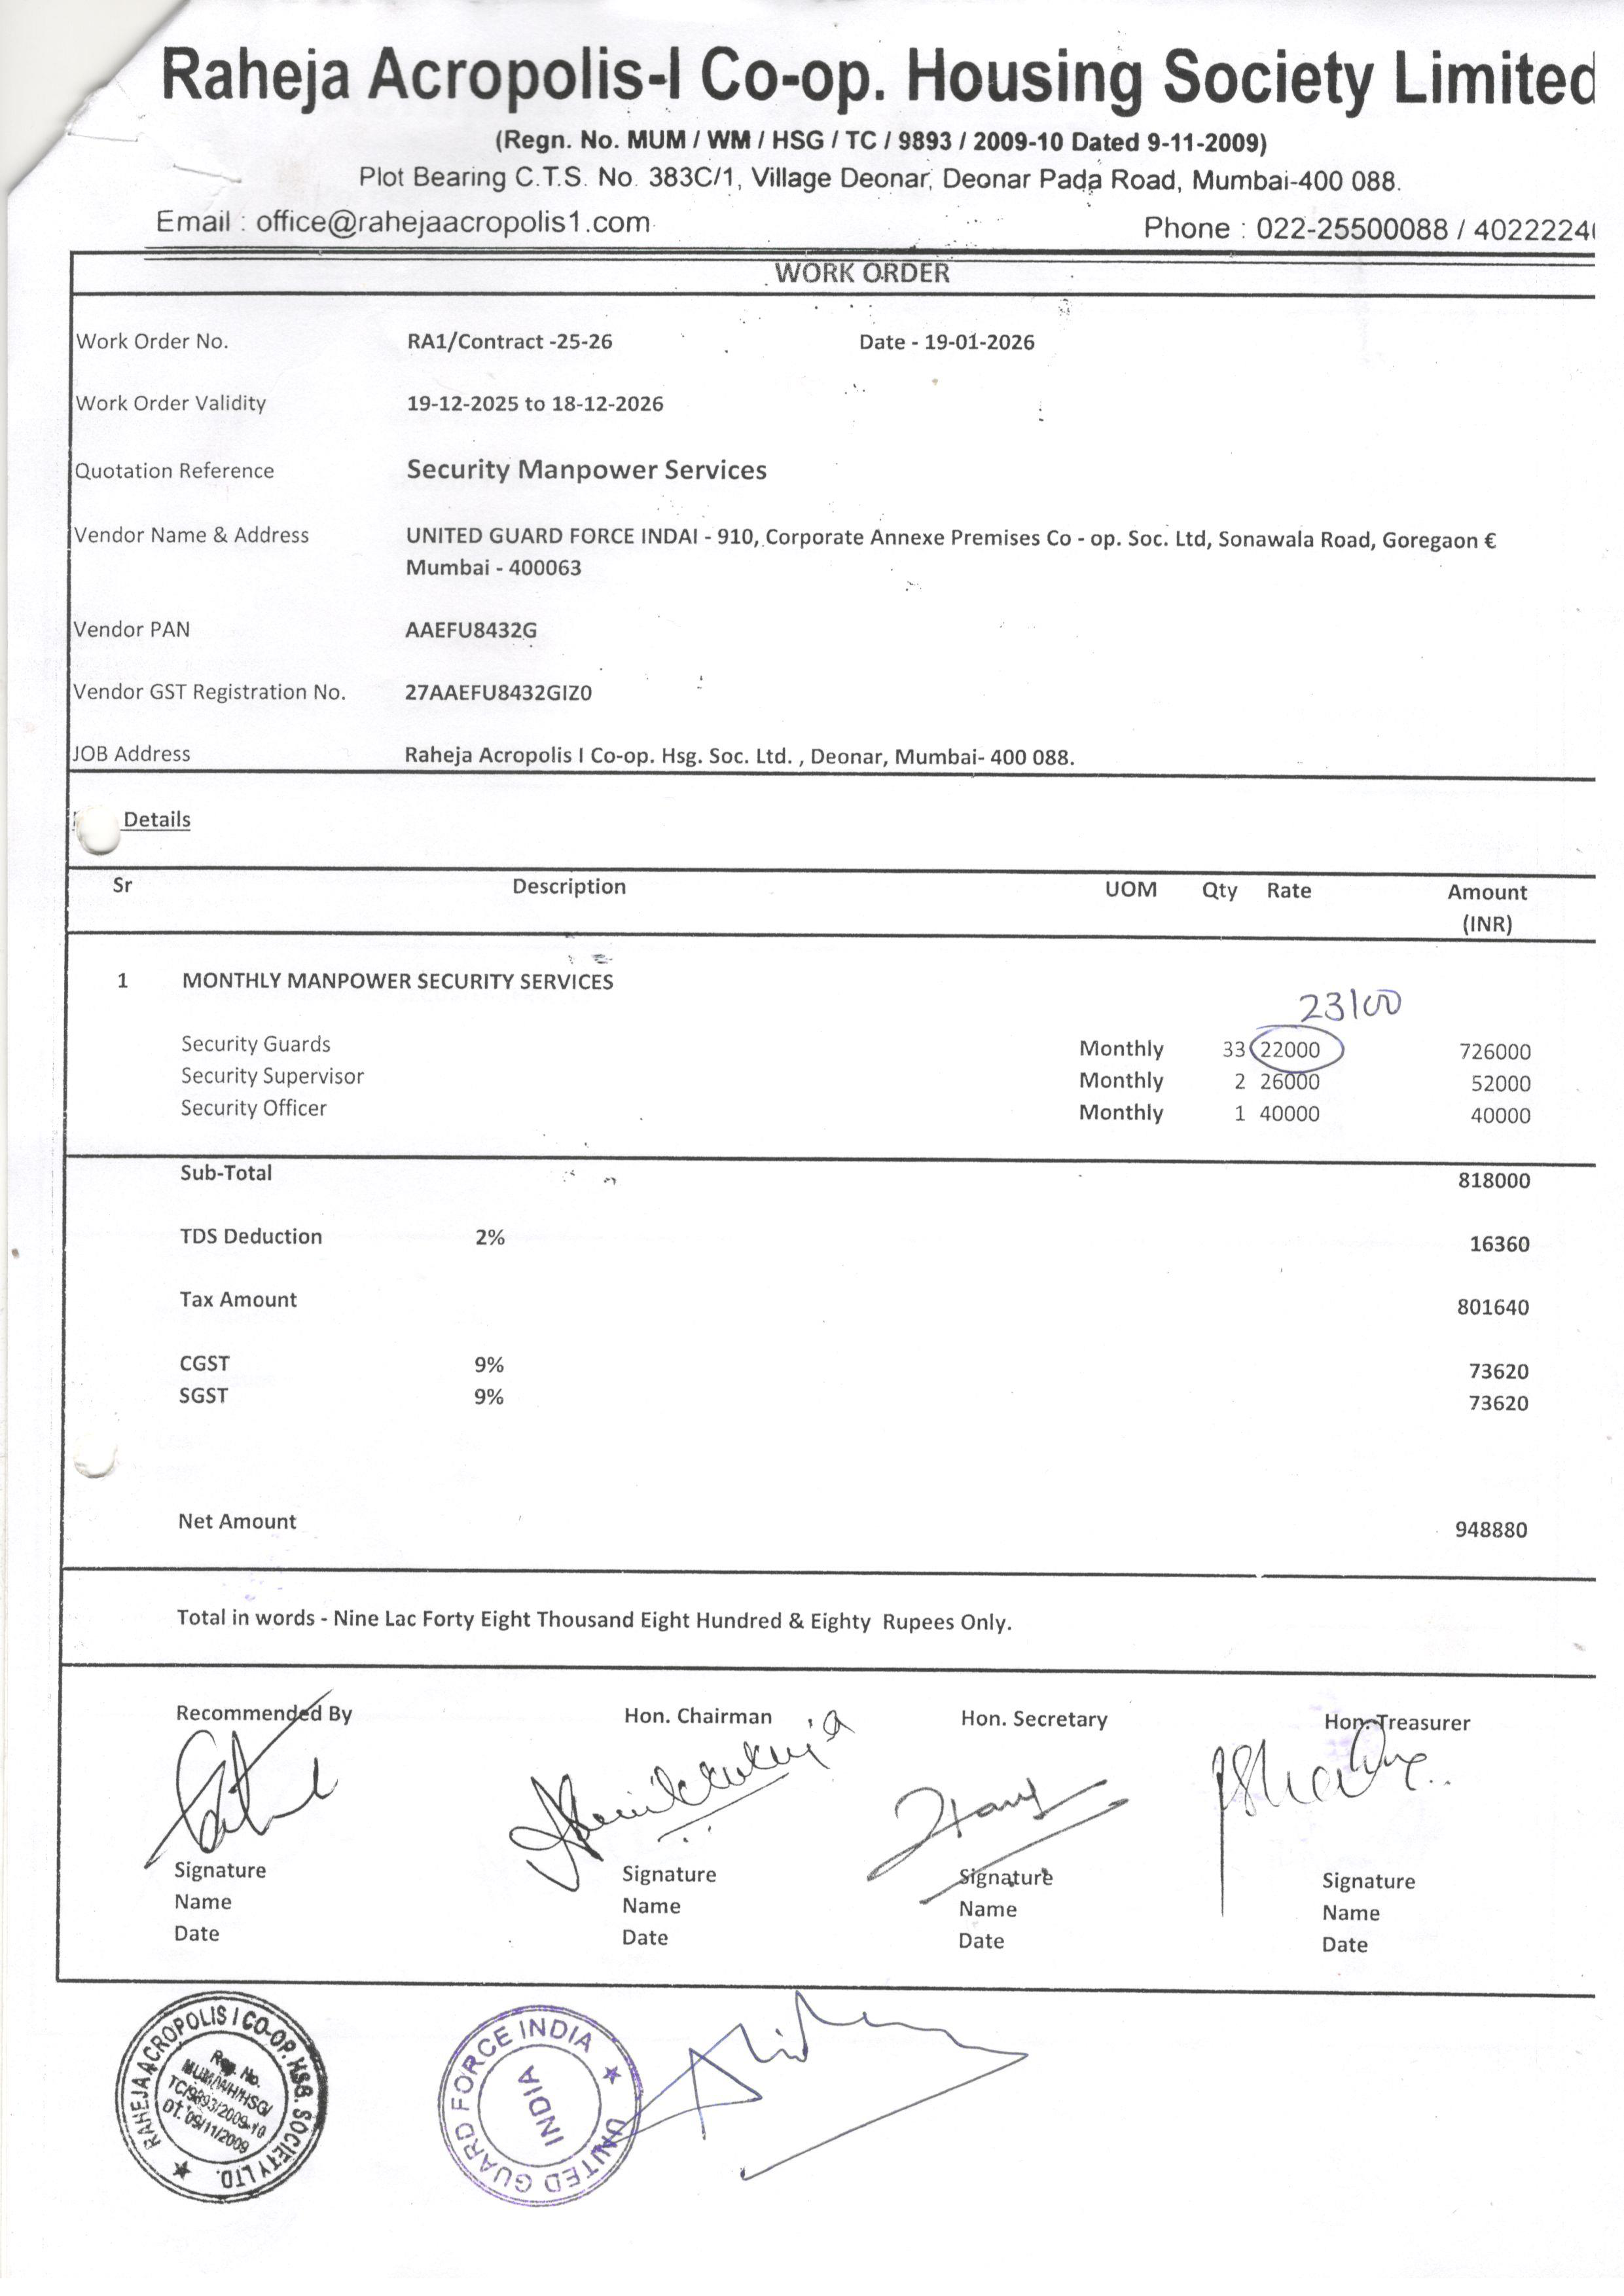 Raheja Acropolis-I Co-op. Housing Society Limited
(Regn. No. MUM / WM / HSG / TC / 9893 / 2009-10 Dated 9-11-2009)
Plot Bearing C.T.S. No. 383C/1, Village Deonar, Deonar Pada Road, Mumbai-400 088.
Email : office@rahejaacropolis1.com Phone : 022-25500088 / 4022224
WORK ORDER
Work Order No. RA1/Contract -25-26 Date - 19-01-2026
Work Order Validity 19-12-2025 to 18-12-2026
Quotation Reference Security Manpower Services
Vendor Name & Address UNITED GUARD FORCE INDAI - 910, Corporate Annexe Premises Co - op. Soc. Ltd, Sonawala Road, Goregaon €
Mumbai - 400063
Vendor PAN AAEFU8432G
Vendor GST Registration No. 27AAEFU8432GIZ0
JOB Address Raheja Acropolis I Co-op. Hsg. Soc. Ltd. , Deonar, Mumbai- 400 088.
Details
Sr Description UOM Qty Rate Amount
(INR)
1 MONTHLY MANPOWER SECURITY SERVICES
23100
Security Guards Monthly 33 22000 726000
Security Supervisor Monthly 2 26000 52000
Security Officer Monthly 1 40000 40000
Sub-Total 818000
TDS Deduction 2% 16360
Tax Amount 801640
CGST 9% 73620
SGST 9% 73620
Net Amount 948880
Total in words - Nine Lac Forty Eight Thousand Eight Hundred & Eighty Rupees Only.
Recommended By Hon. Chairman Hon. Secretary Hon. Treasurer
Signature Signature Signature Signature
Name Name Name Name
Date Date Date Date
RAHEJA ACROPOLIS I CO-OP. HSG. SOCIETY LTD.
Reg. No.
MUM/WH/HSG/
TC/9893/2009-10
DT. 09/11/2009
UNITED GUARD FORCE INDIA
INDIA